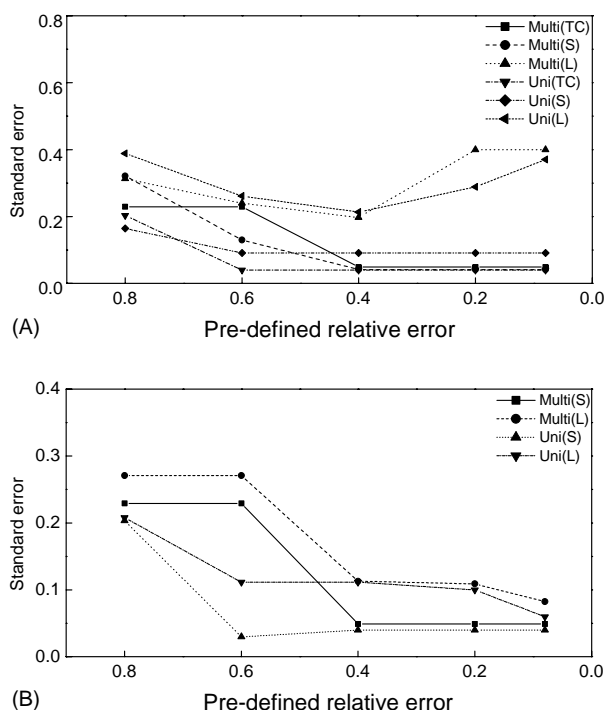 0.8
0.6
0.4
0.2
0.0
Standard error
Multi(TC)
Multi(S)
Multi(L)
Uni(TC)
Uni(S)
Uni(L)
0.8
0.6
0.4
0.2
0.0
(A)
Pre-defined relative error
0.4
0.3
0.2
0.1
0.0
Standard error
Multi(S)
Multi(L)
Uni(S)
Uni(L)
0.8
0.6
0.4
0.2
0.0
(B)
Pre-defined relative error